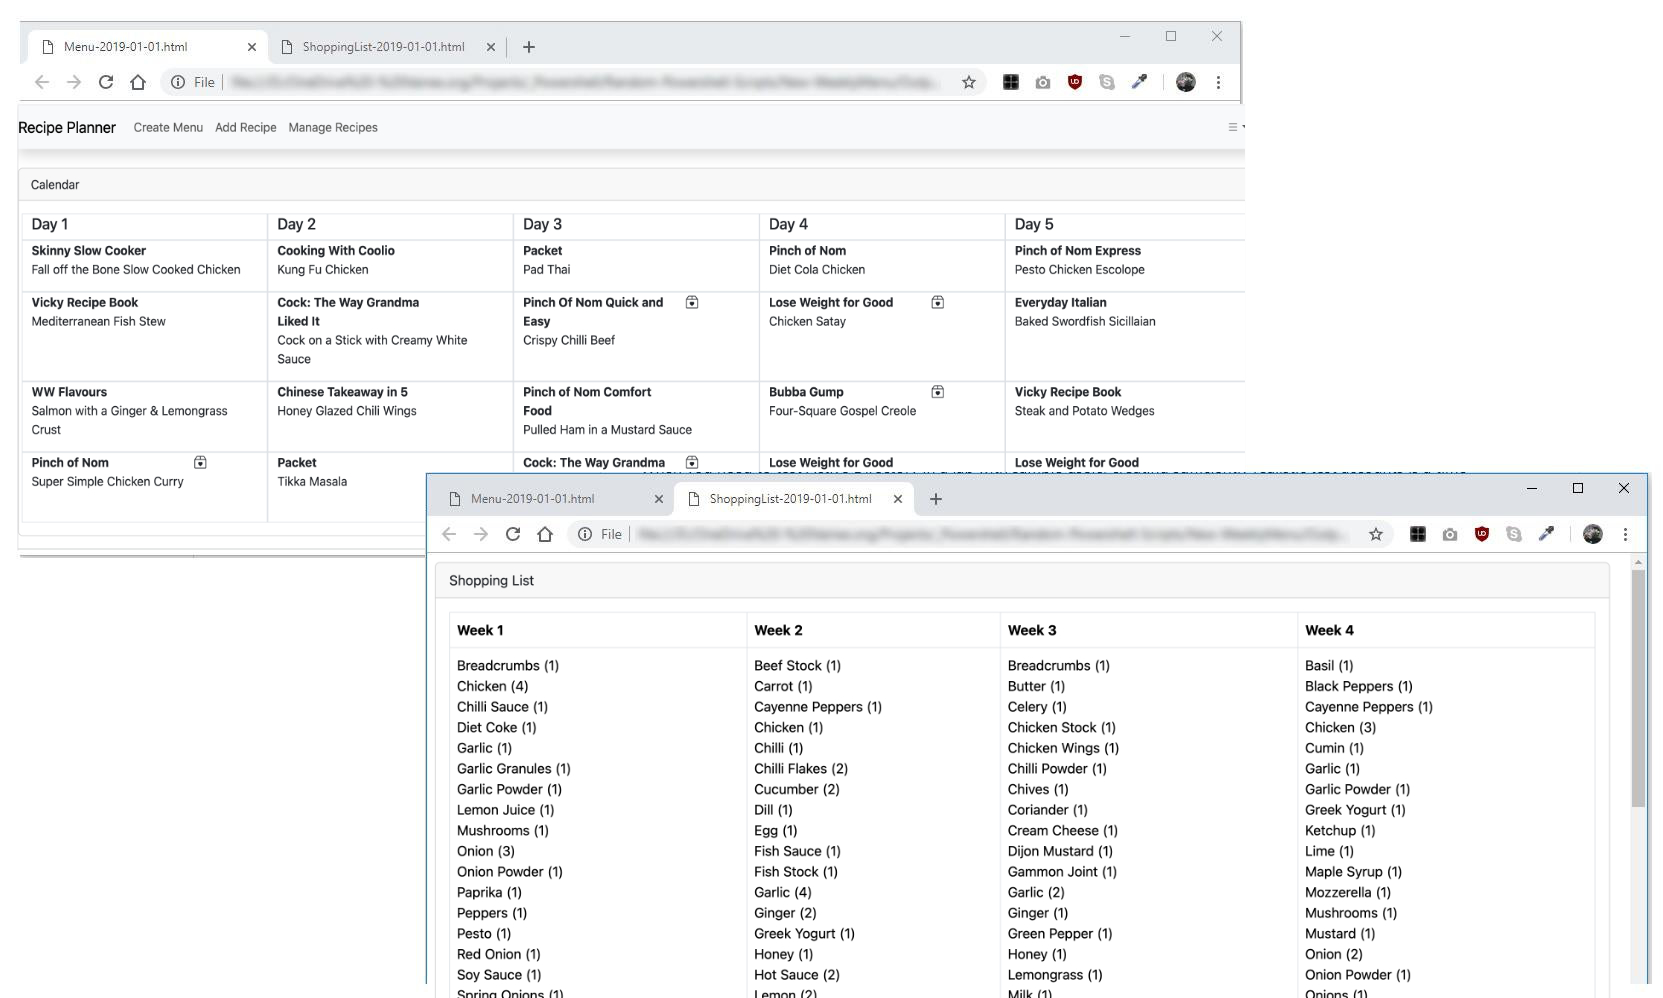 Menu-2019-01-01.html
ShoppingList-2019-01-01.html
File
Recipe Planner Create Menu Add Recipe Manage Recipes
Calendar
Day 1 Day 2 Day 3 Day 4 Day 5
Skinny Slow Cooker
Fall off the Bone Slow Cooked Chicken
Cooking With Coolio
Kung Fu Chicken
Packet
Pad Thai
Pinch of Nom
Diet Cola Chicken
Pinch of Nom Express
Pesto Chicken Escolope
Vicky Recipe Book
Mediterranean Fish Stew
Cock: The Way Grandma
Liked It
Cock on a Stick with Creamy White
Sauce
Pinch Of Nom Quick and
Easy
Crispy Chilli Beef
Lose Weight for Good
Chicken Satay
Everyday Italian
Baked Swordfish Sicillaian
WW Flavours
Salmon with a Ginger & Lemongrass
Crust
Chinese Takeaway in 5
Honey Glazed Chili Wings
Pinch of Nom Comfort
Food
Pulled Ham in a Mustard Sauce
Bubba Gump
Four-Square Gospel Creole
Vicky Recipe Book
Steak and Potato Wedges
Pinch of Nom
Super Simple Chicken Curry
Packet
Tikka Masala
Cock: The Way Grandma
Lose Weight for Good
Lose Weight for Good
Menu-2019-01-01.html
ShoppingList-2019-01-01.html
File
Shopping List
Week 1
Breadcrumbs (1)
Chicken (4)
Chilli Sauce (1)
Diet Coke (1)
Garlic (1)
Garlic Granules (1)
Garlic Powder (1)
Lemon Juice (1)
Mushrooms (1)
Onion (3)
Onion Powder (1)
Paprika (1)
Peppers (1)
Pesto (1)
Red Onion (1)
Soy Sauce (1)
Spring Onions (1)
Week 2
Beef Stock (1)
Carrot (1)
Cayenne Peppers (1)
Chicken (1)
Chilli (1)
Chilli Flakes (2)
Cucumber (2)
Dill (1)
Egg (1)
Fish Sauce (1)
Fish Stock (1)
Garlic (4)
Ginger (2)
Greek Yogurt (1)
Honey (1)
Hot Sauce (2)
Lemon (2)
Week 3
Breadcrumbs (1)
Butter (1)
Celery (1)
Chicken Stock (1)
Chicken Wings (1)
Chilli Powder (1)
Chives (1)
Coriander (1)
Cream Cheese (1)
Dijon Mustard (1)
Gammon Joint (1)
Garlic (2)
Ginger (1)
Green Pepper (1)
Honey (1)
Lemongrass (1)
Milk (1)
Week 4
Basil (1)
Black Peppers (1)
Cayenne Peppers (1)
Chicken (3)
Cumin (1)
Garlic (1)
Garlic Powder (1)
Greek Yogurt (1)
Ketchup (1)
Lime (1)
Maple Syrup (1)
Mozzerella (1)
Mushrooms (1)
Mustard (1)
Onion (2)
Onion Powder (1)
Onions (1)